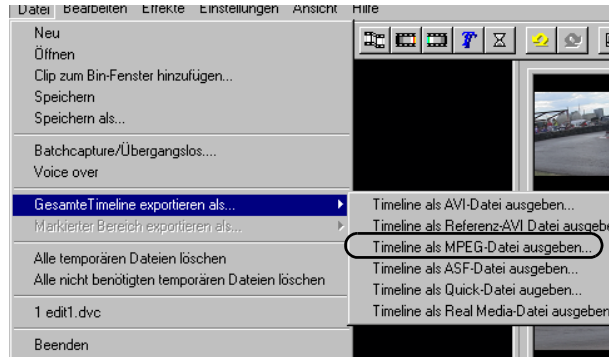 Datei Bearbeiten Effekte Einstellungen Ansicht Hilfe
Neu
Öffnen
Clip zum Bin-Fenster hinzufügen...
Speichern
Speichern als...
Batchcapture/Übergangslos....
Voice over
GesamteTimeline exportieren als...
Markierter Bereich exportieren als...
Alle temporären Dateien löschen
Alle nicht benötigten temporären Dateien löschen
1 edit1.dvc
Beenden
Timeline als AVI-Datei ausgeben...
Timeline als Referenz-AVI Datei ausgebe
Timeline als MPEG-Datei ausgeben...
Timeline als ASF-Datei ausgeben...
Timeline als Quick-Datei augeben...
Timeline als Real Media-Datei ausgeben